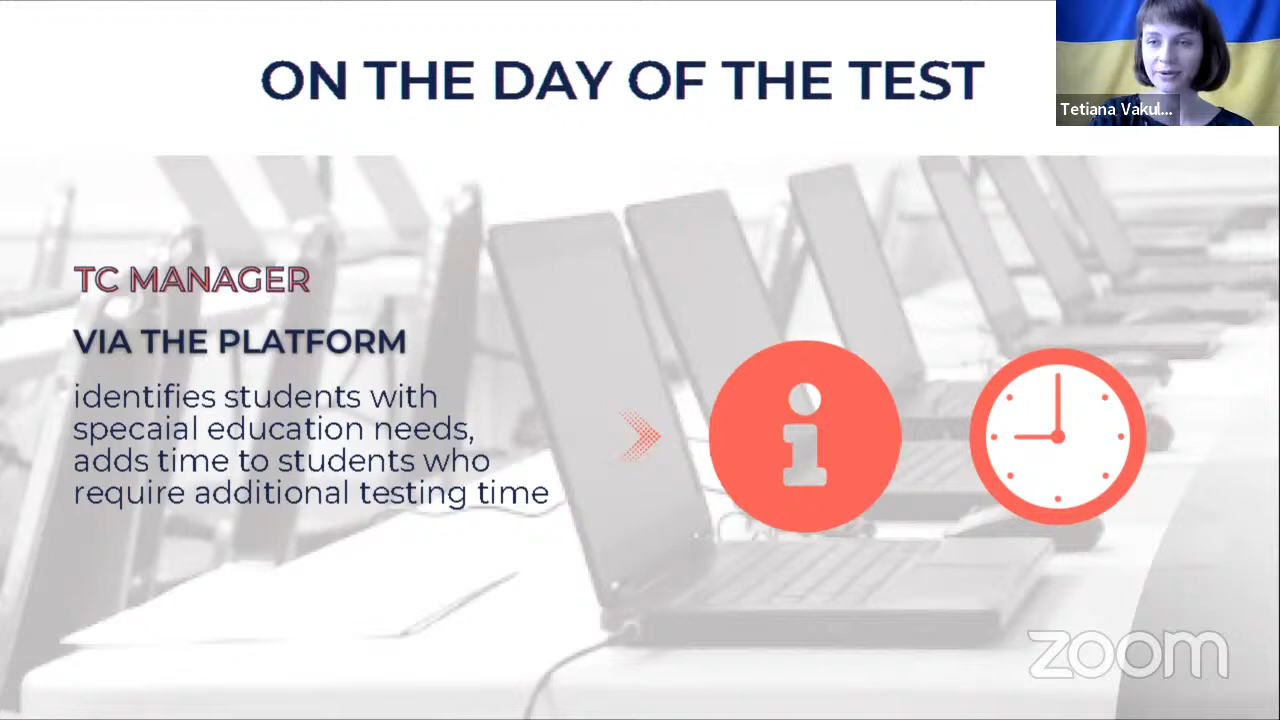 ON THE DAY OF THE TEST
Tetiana Vakul...
TC MANAGER
VIA THE PLATFORM
identifies students with
specaial education needs,
adds time to students who
require additional testing time
zoom